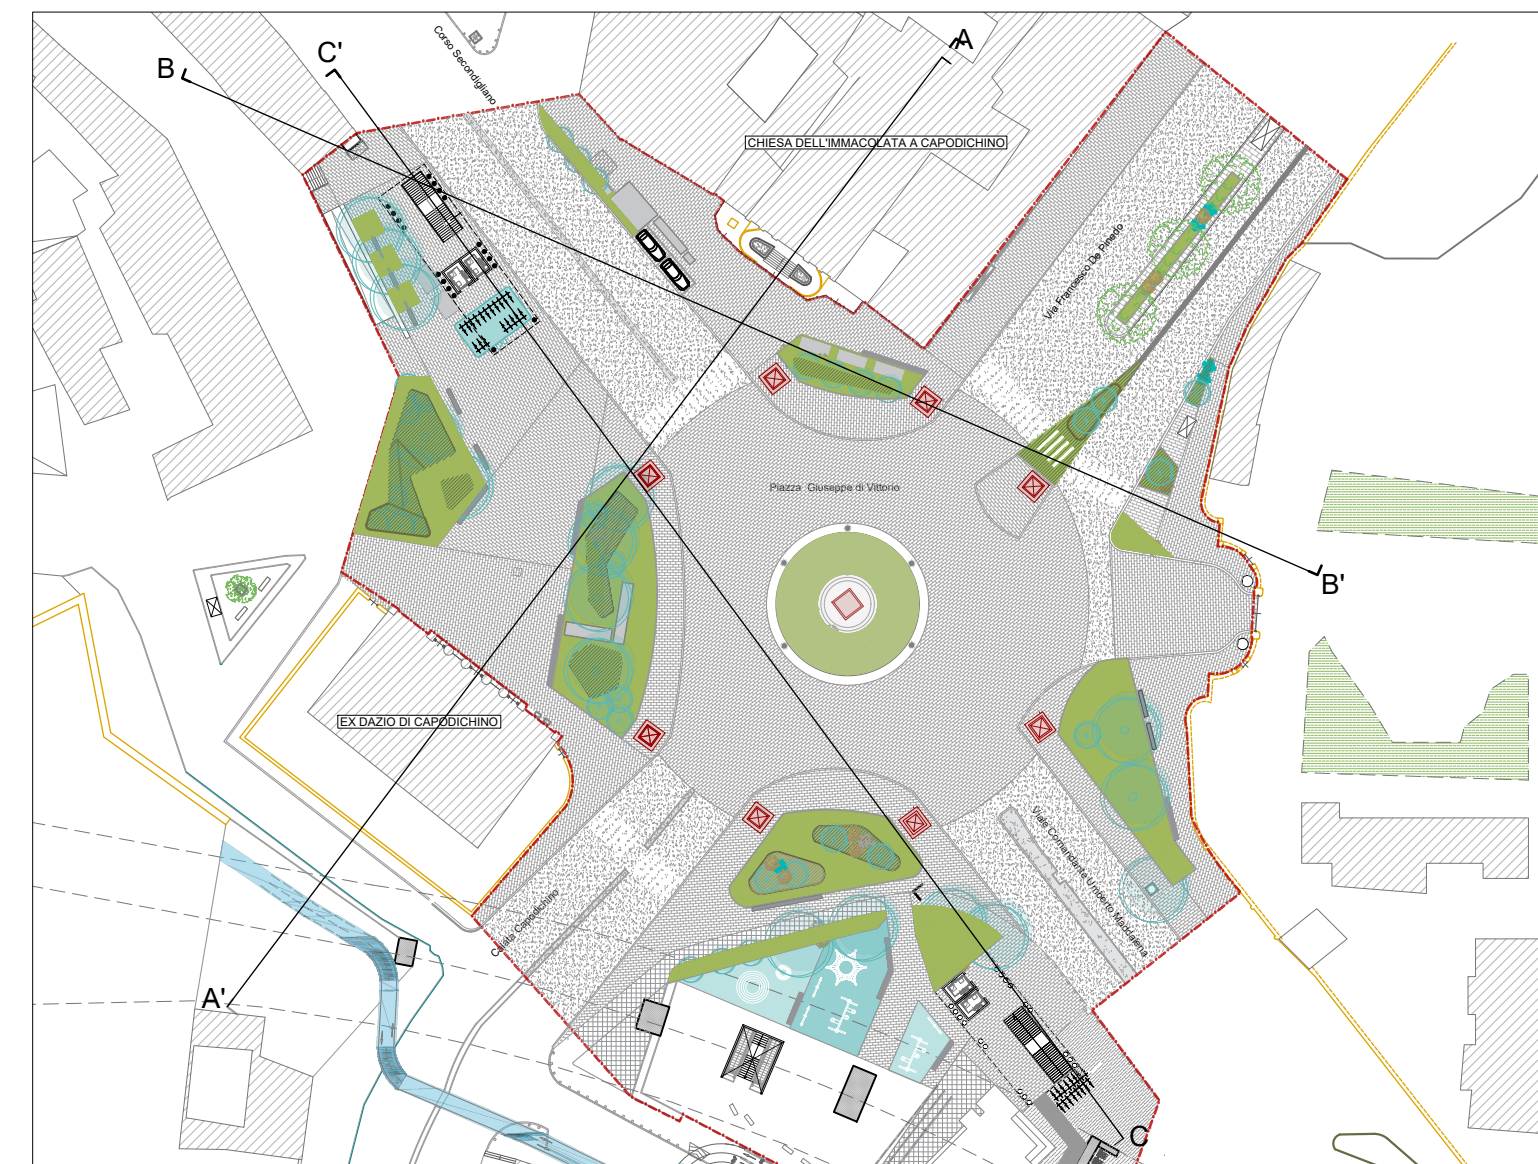 B
C'
A
Corso Secondigliano
CHIESA DELL'IMMACOLATA A CAPODICHINO
Via Francesco De Pinedo
Piazza Giuseppe di Vittorio
B'
EX DAZIO DI CAPODICHINO
Viale Comandante Umberto Maddalena
Calata Capodichino
A'
C